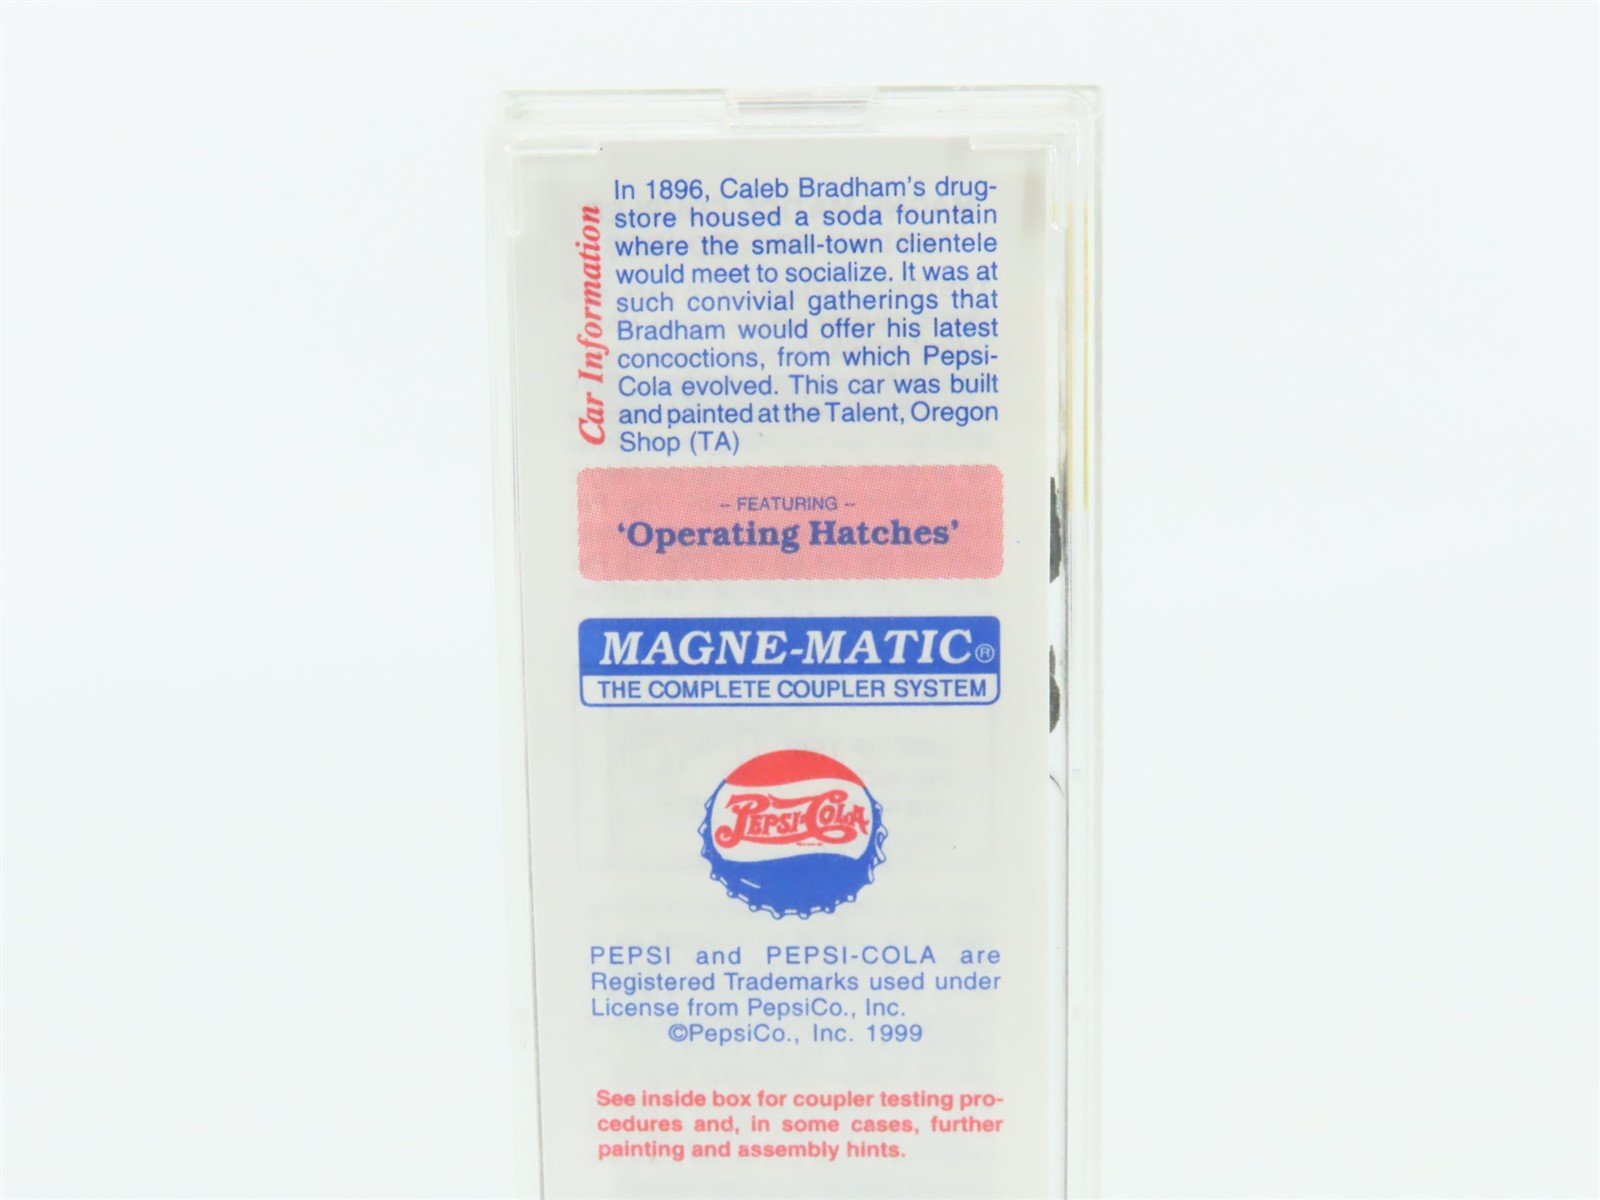 Car Information
In 1896, Caleb Bradham's drug-
store housed a soda fountain
where the small-town clientele
would meet to socialize. It was at
such convivial gatherings that
Bradham would offer his latest
concoctions, from which Pepsi-
Cola evolved. This car was built
and painted at the Talent, Oregon
Shop (TA)
-- FEATURING --
'Operating Hatches'
MAGNE-MATIC®
THE COMPLETE COUPLER SYSTEM
PEPSI-COLA
PEPSI and PEPSI-COLA are
Registered Trademarks used under
License from PepsiCo., Inc.
©PepsiCo., Inc. 1999
See inside box for coupler testing pro-
cedures and, in some cases, further
painting and assembly hints.